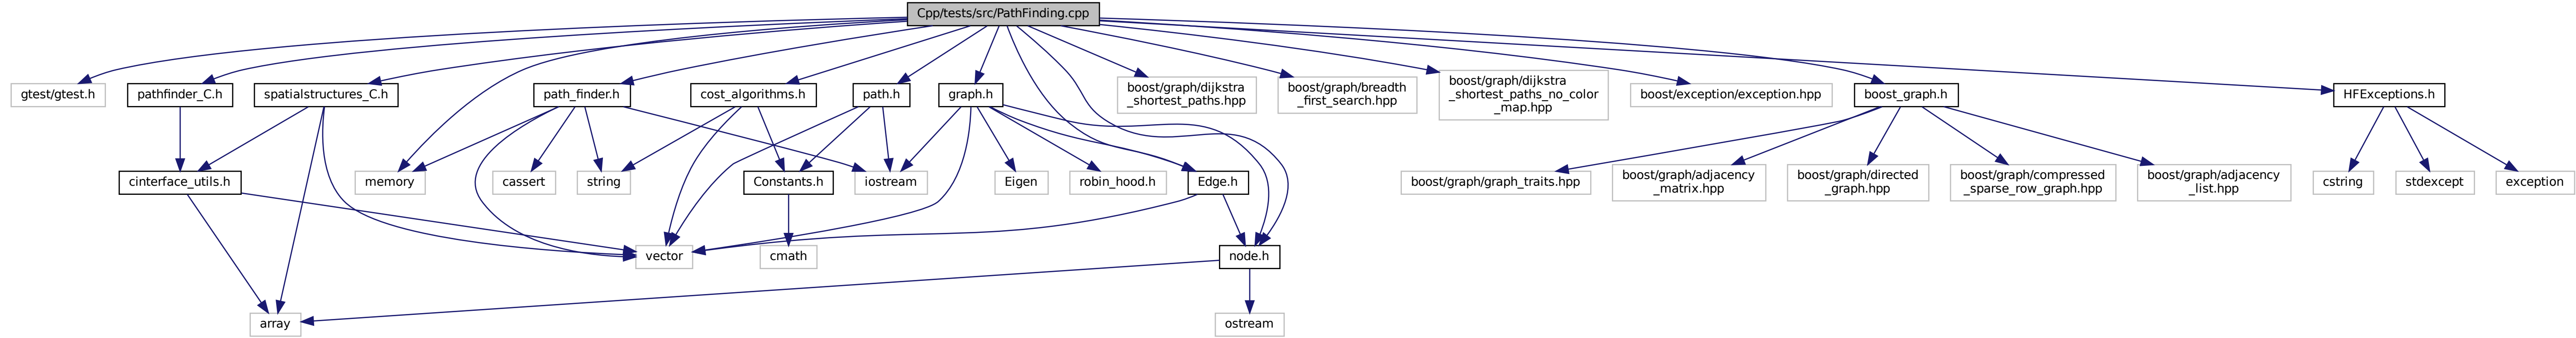 Cpp/tests/src/PathFinding.cpp
gtest/gtest.h
pathfinder_C.h
spatialstructures_C.h
path_finder.h
cost_algorithms.h
path.h
graph.h
boost/graph/dijkstra
_shortest_paths.hpp
boost/graph/breadth
_first_search.hpp
boost/graph/dijkstra
_shortest_paths_no_color
_map.hpp
boost/exception/exception.hpp
boost_graph.h
HFExceptions.h
cinterface_utils.h
memory
cassert
string
Constants.h
iostream
Eigen
robin_hood.h
Edge.h
boost/graph/graph_traits.hpp
boost/graph/adjacency
_matrix.hpp
boost/graph/directed
_graph.hpp
boost/graph/compressed
_sparse_row_graph.hpp
boost/graph/adjacency
_list.hpp
cstring
stdexcept
exception
vector
cmath
node.h
array
ostream